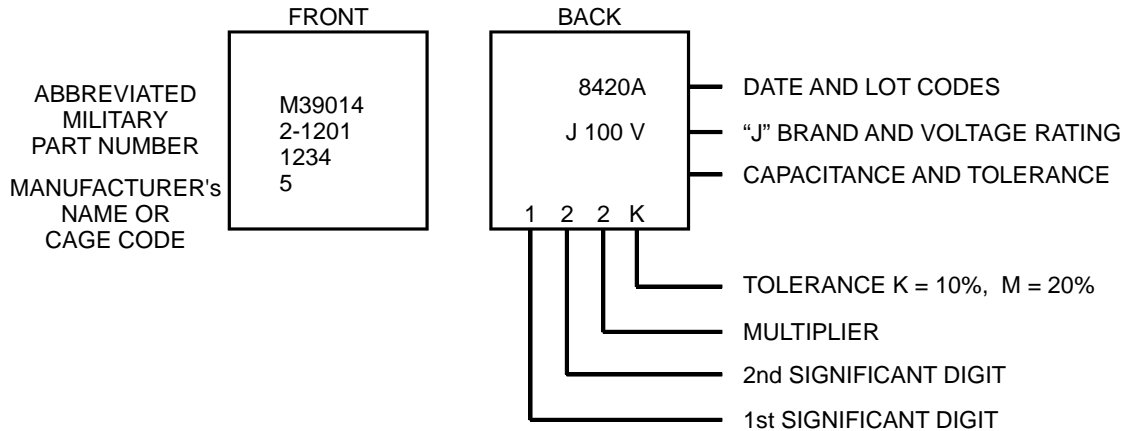 FRONT
BACK
ABBREVIATED
MILITARY
PART NUMBER
MANUFACTURER's
NAME OR
CAGE CODE
M39014
2-1201
1234
5
8420A
J 100 V
1 2 2 K
DATE AND LOT CODES
“J” BRAND AND VOLTAGE RATING
CAPACITANCE AND TOLERANCE
TOLERANCE K = 10%, M = 20%
MULTIPLIER
2nd SIGNIFICANT DIGIT
1st SIGNIFICANT DIGIT